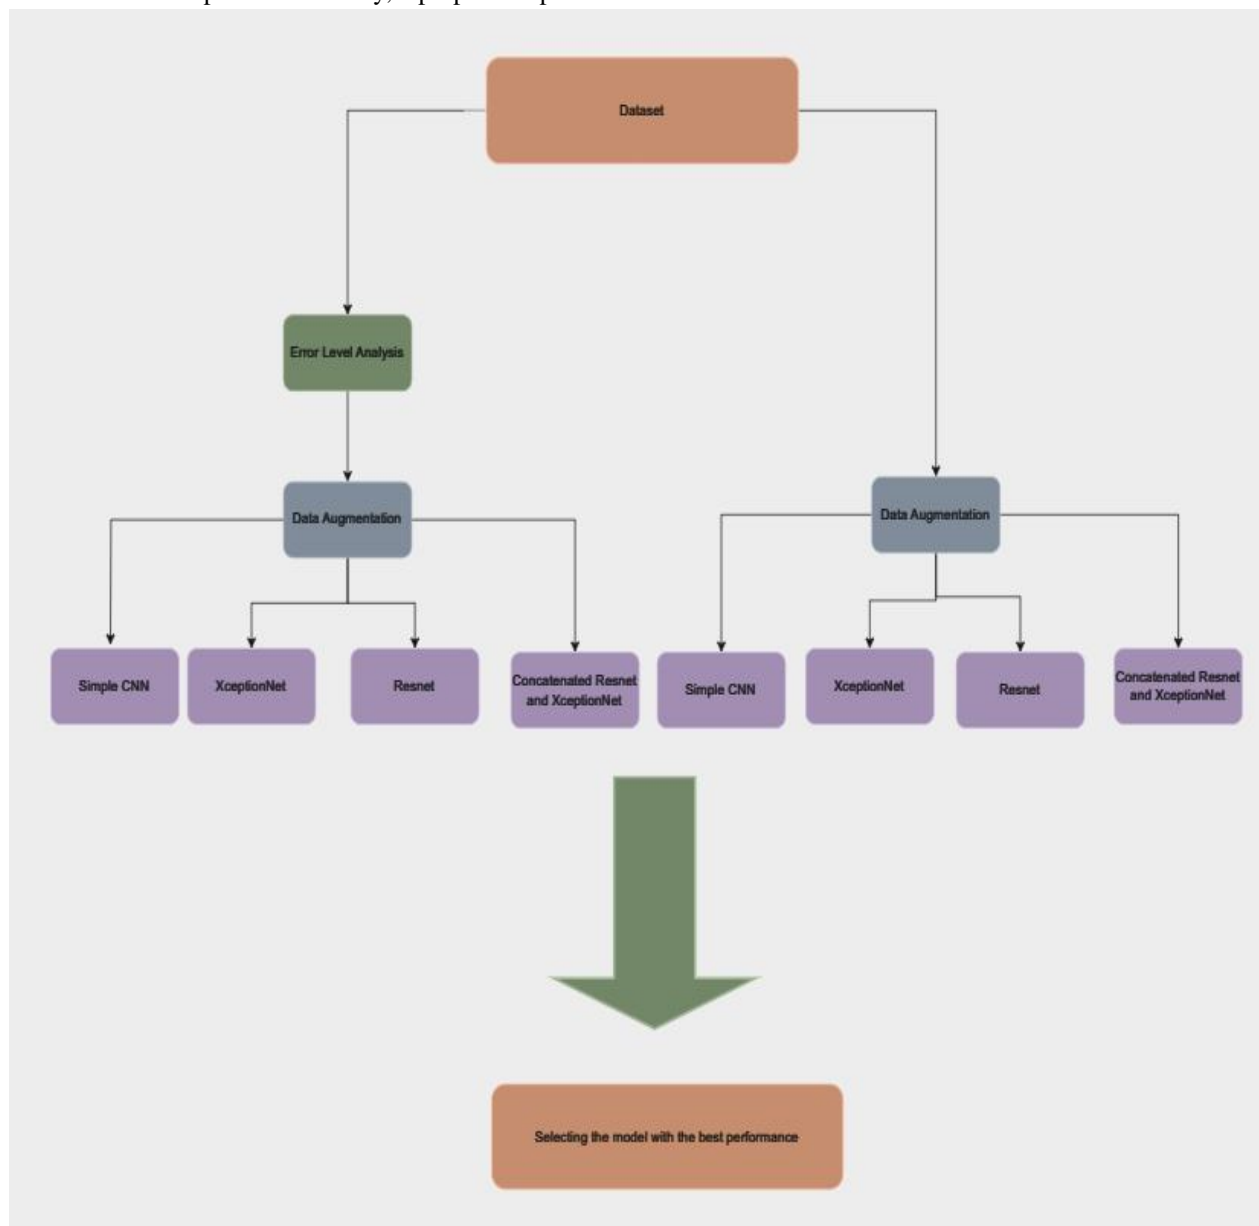 Dataset
Error Level Analysis
Data Augmentation
Data Augmentation
Simple CNN
XceptionNet
Resnet
Concatenated Resnet
and XceptionNet
Simple CNN
XceptionNet
Resnet
Concatenated Resnet
and XceptionNet
Selecting the model with the best performance